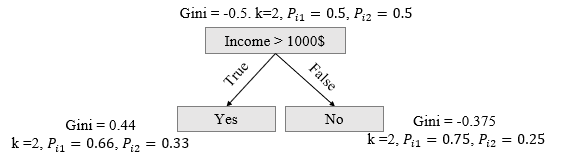 Gini = -0.5. k=2, P_{i1} = 0.5, P_{i2} = 0.5
Income > 1000$
True
False
Yes
No
Gini = 0.44
k =2, P_{i1} = 0.66, P_{i2} = 0.33
Gini = -0.375
k =2, P_{i1} = 0.75, P_{i2} = 0.25